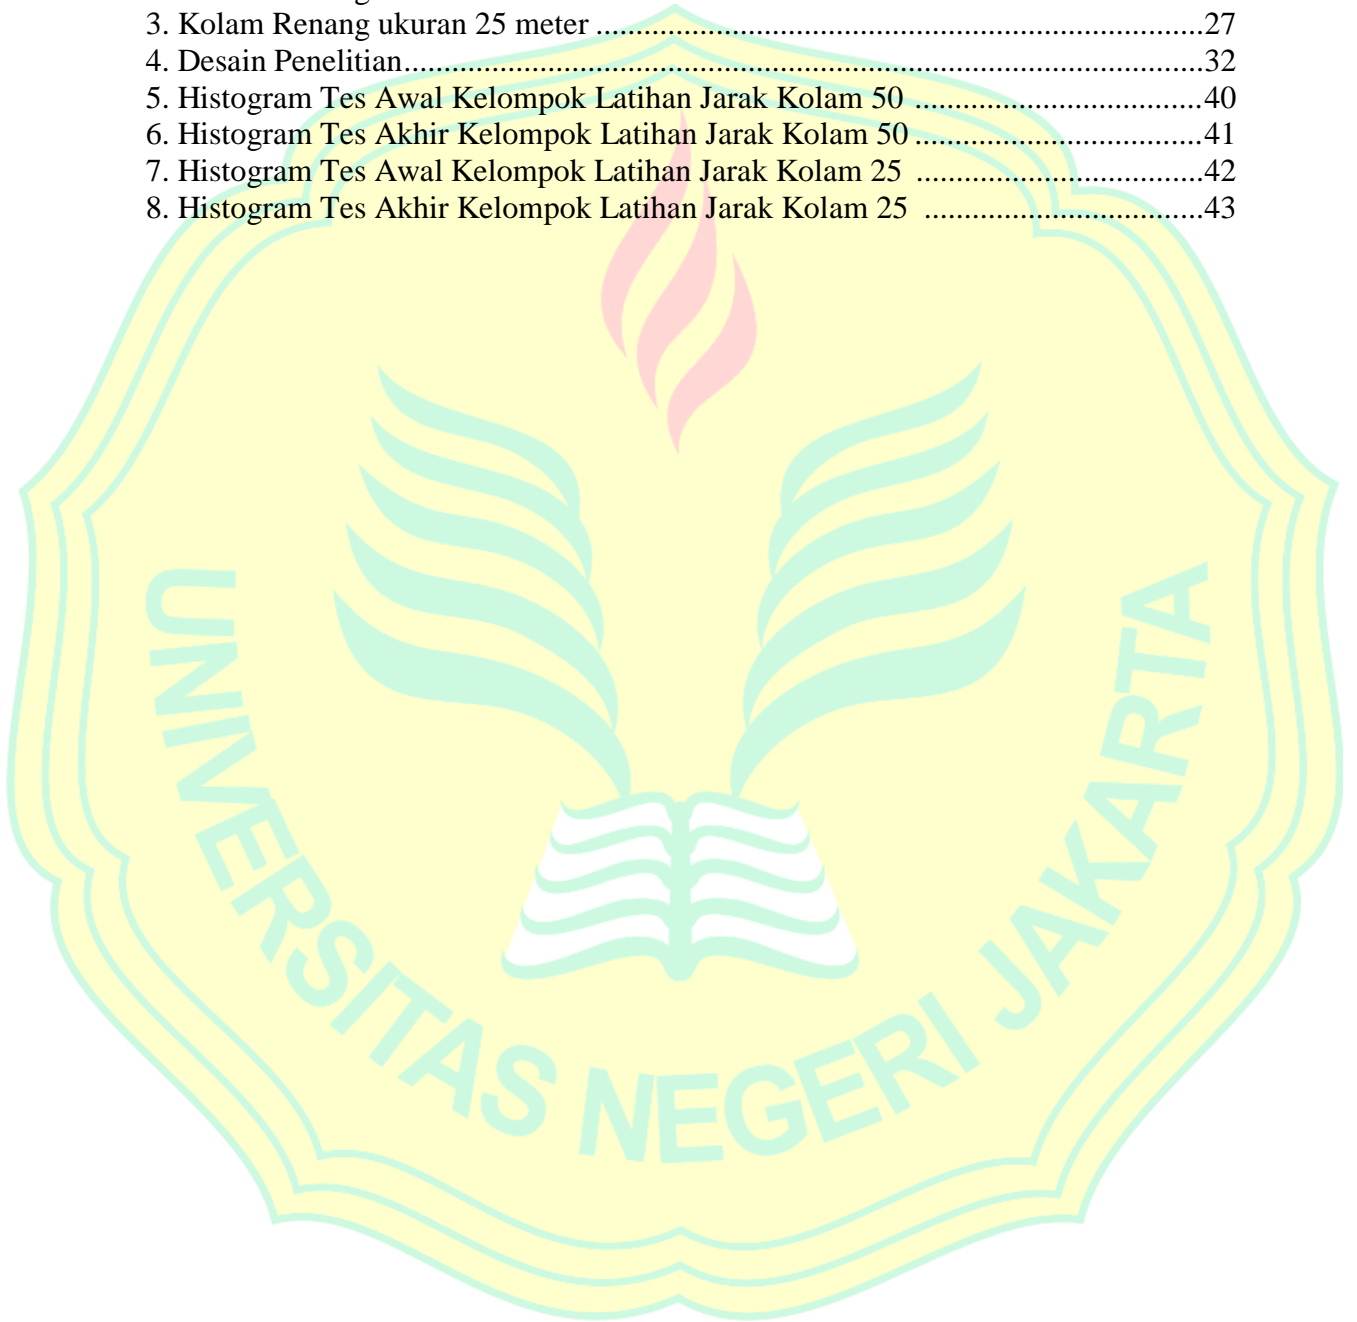 3. Kolam Renang ukuran 25 meter ............................................................................27
4. Desain Penelitian....................................................................................................32
5. Histogram Tes Awal Kelompok Latihan Jarak Kolam 50 ....................................40
6. Histogram Tes Akhir Kelompok Latihan Jarak Kolam 50 ....................................41
7. Histogram Tes Awal Kelompok Latihan Jarak Kolam 25 ....................................42
8. Histogram Tes Akhir Kelompok Latihan Jarak Kolam 25 ...................................43
UNIVERSITAS NEGERI JAKARTA